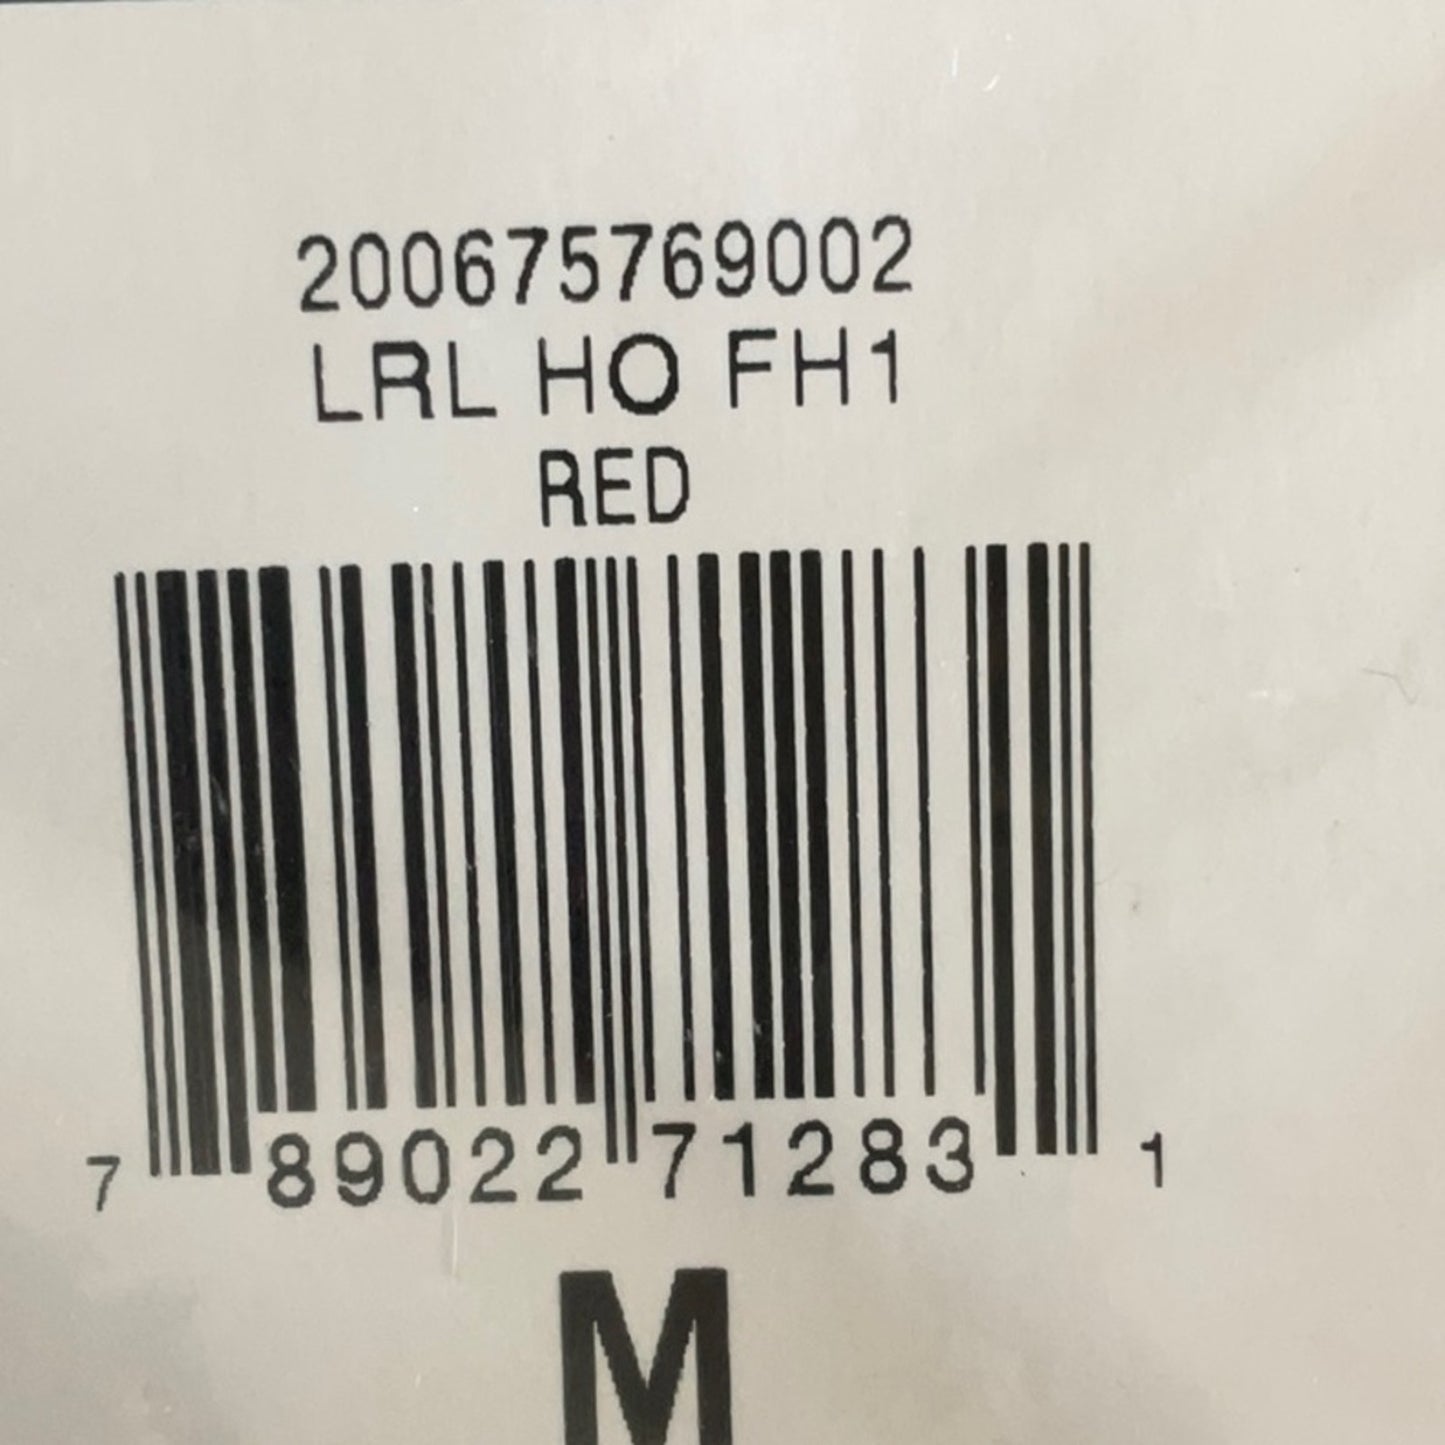 200675769002
LRL HO FH1
RED
7 89022 71283 1
M